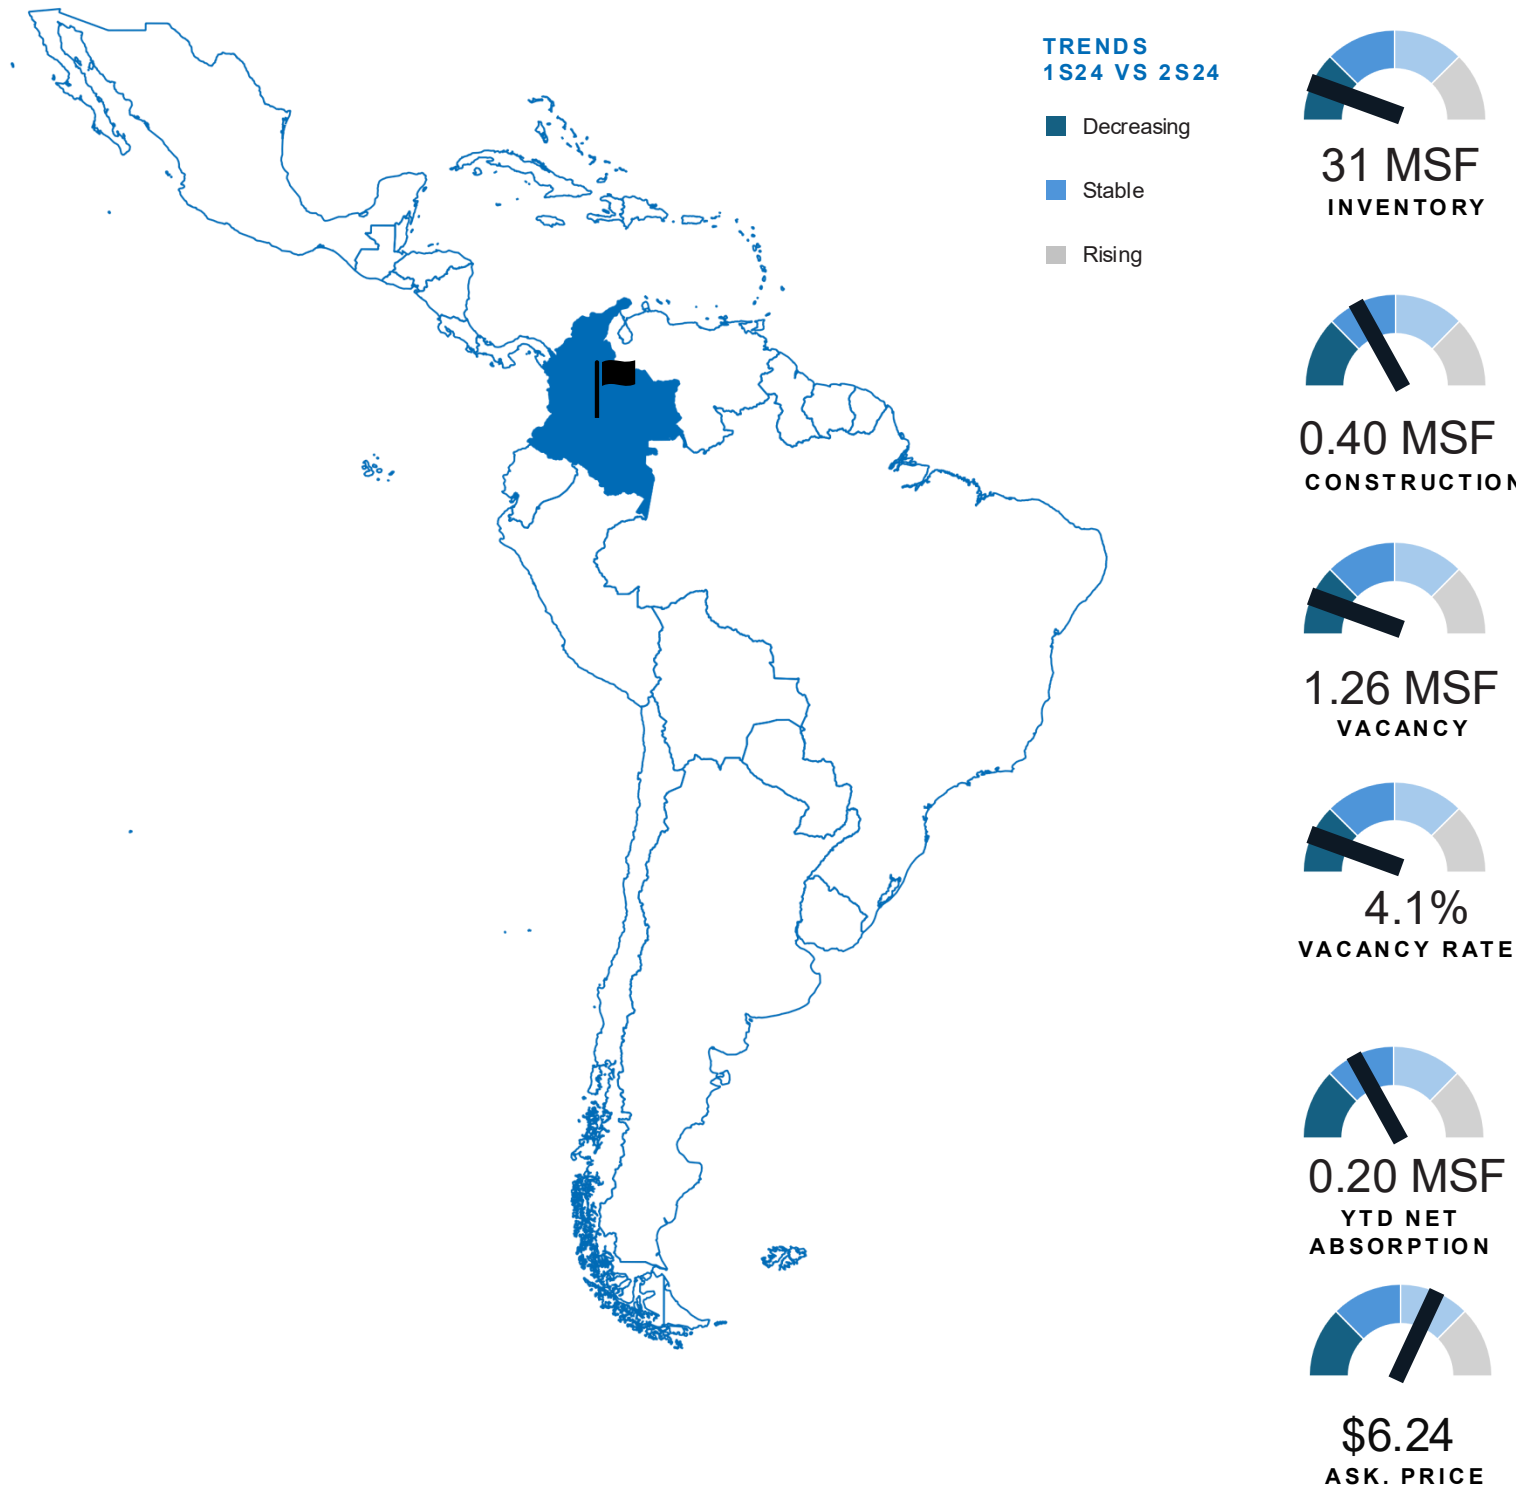 TRENDS
1S24 VS 2S24
Decreasing
Stable
Rising
31 MSF
INVENTORY
0.40 MSF
CONSTRUCTION
1.26 MSF
VACANCY
4.1%
VACANCY RATE
0.20 MSF
YTD NET
ABSORPTION
$6.24
ASK. PRICE